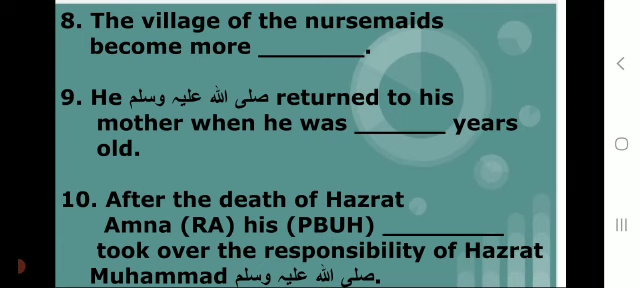 8. The village of the nursemaids
become more ________.
9. He صلی اللہ علیہ وسلم returned to his
mother when he was _______ years
old.
10. After the death of Hazrat
Amna (RA) his (PBUH) _________
took over the responsibility of Hazrat
Muhammad صلی اللہ علیہ وسلم.